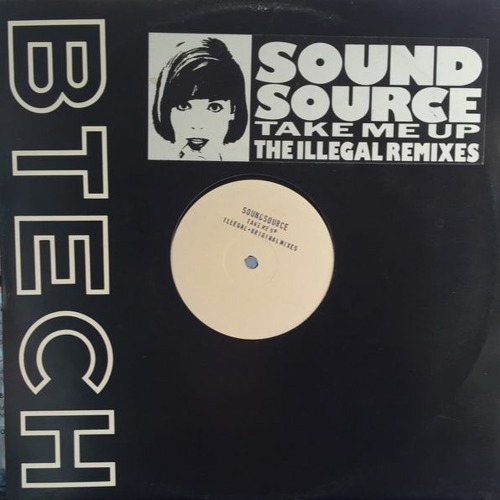 BTECH
SOUND
SOURCE
TAKE ME UP
THE ILLEGAL REMIXES
SOUNDSOURCE
TAKE ME UP
ILLEGAL+ORIGINAL MIXES